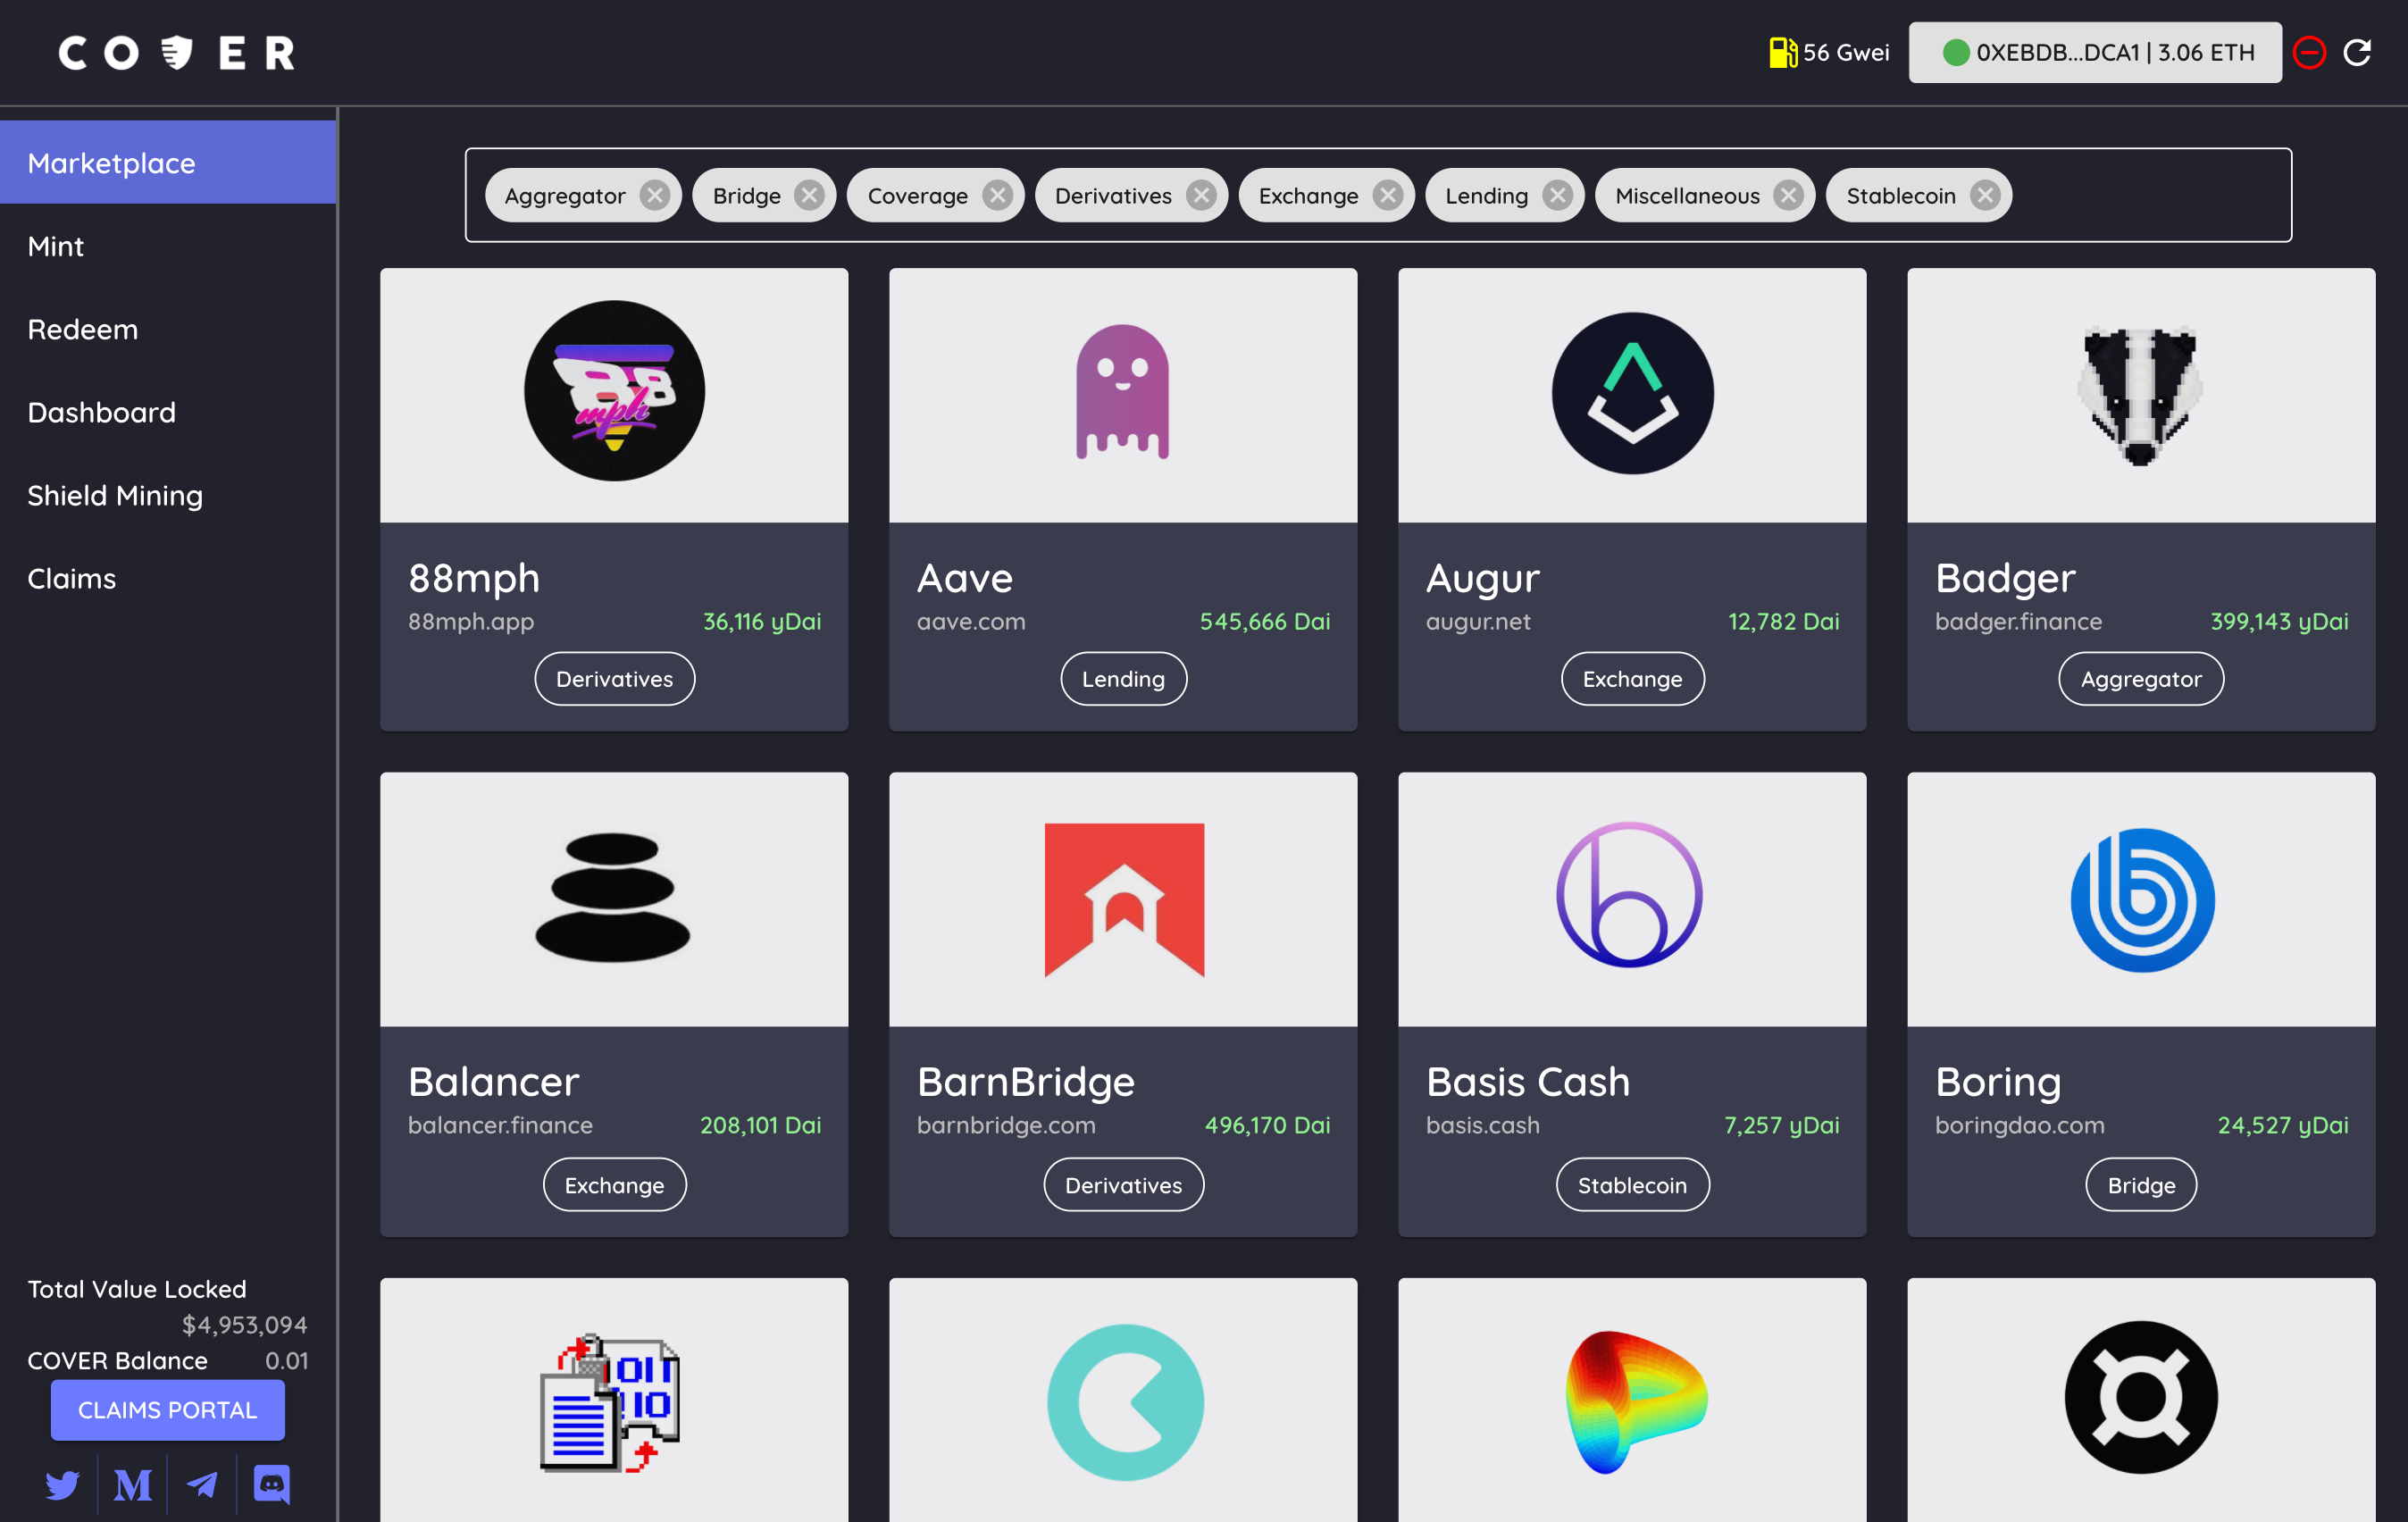 COVER
56 Gwei
0XEBDB...DCA1 | 3.06 ETH
Marketplace
Mint
Redeem
Dashboard
Shield Mining
Claims
Total Value Locked
$4,953,094
COVER Balance 0.01
CLAIMS PORTAL
Aggregator Bridge Coverage Derivatives Exchange Lending Miscellaneous Stablecoin
88 mph
88mph
88mph.app 36,116 yDai
Derivatives
Aave
aave.com 545,666 Dai
Lending
Augur
augur.net 12,782 Dai
Exchange
Badger
badger.finance 399,143 yDai
Aggregator
Balancer
balancer.finance 208,101 Dai
Exchange
BarnBridge
barnbridge.com 496,170 Dai
Derivatives
Basis Cash
basis.cash 7,257 yDai
Stablecoin
Boring
boringdao.com 24,527 yDai
Bridge